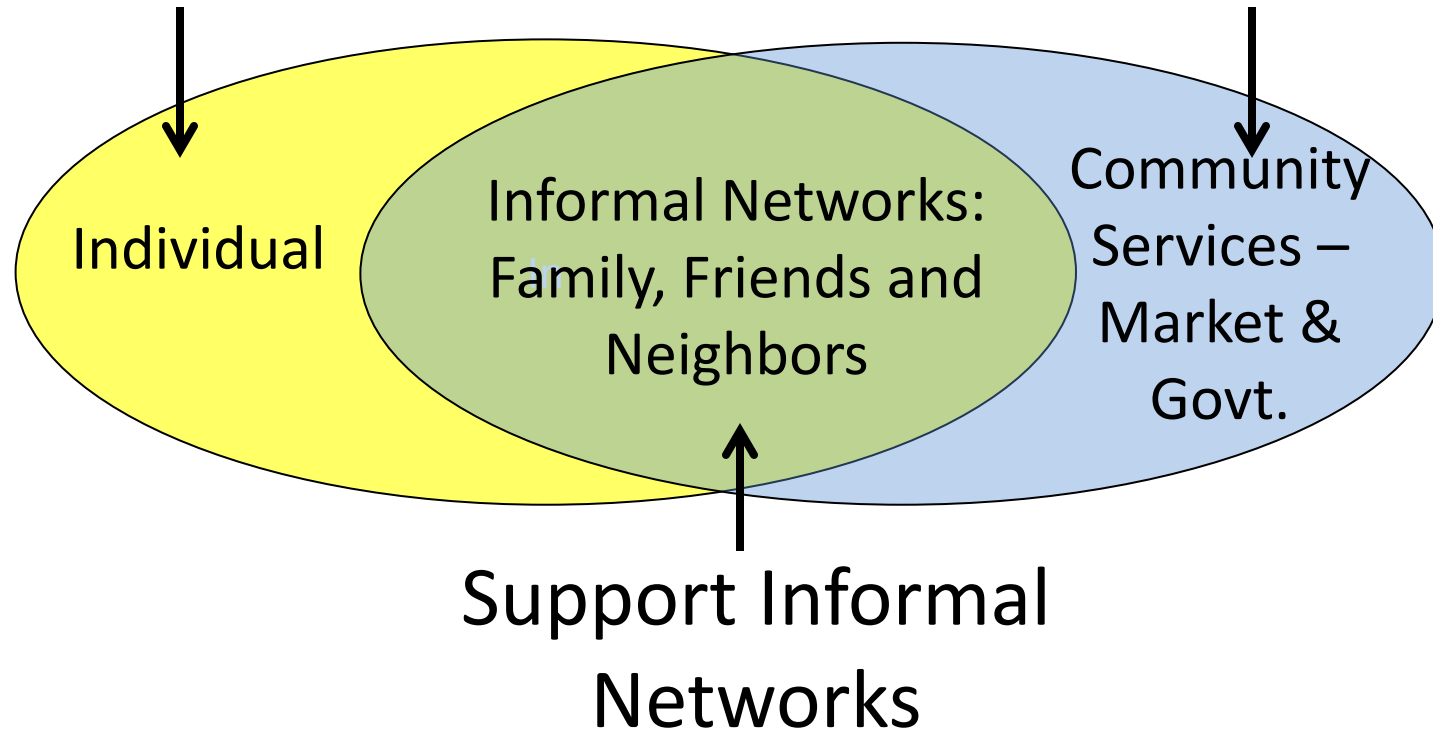 Individual
Informal Networks:
Family, Friends and
Neighbors
Community
Services –
Market &
Govt.
Support Informal
Networks